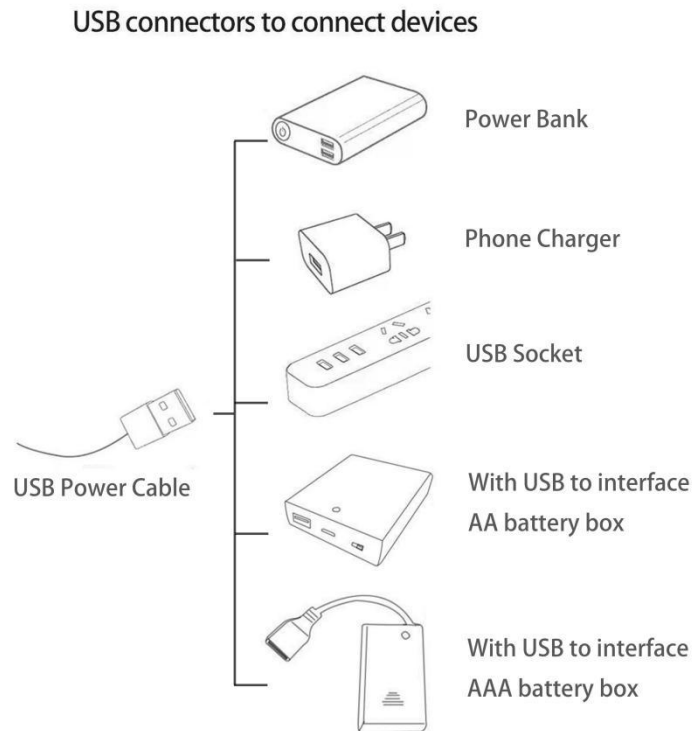 USB connectors to connect devices
Power Bank
Phone Charger
USB Socket
USB Power Cable
With USB to interface
AA battery box
With USB to interface
AAA battery box